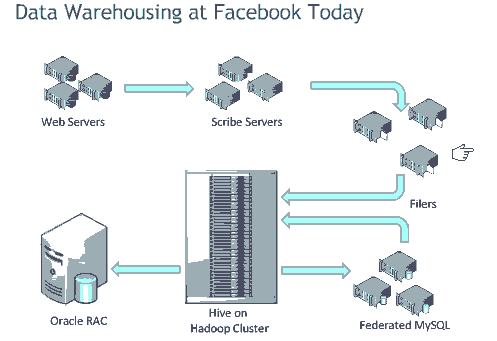 Data Warehousing at Facebook Today
Web Servers
Scribe Servers
Filers
Oracle RAC
Hive on
Hadoop Cluster
Federated MySQL